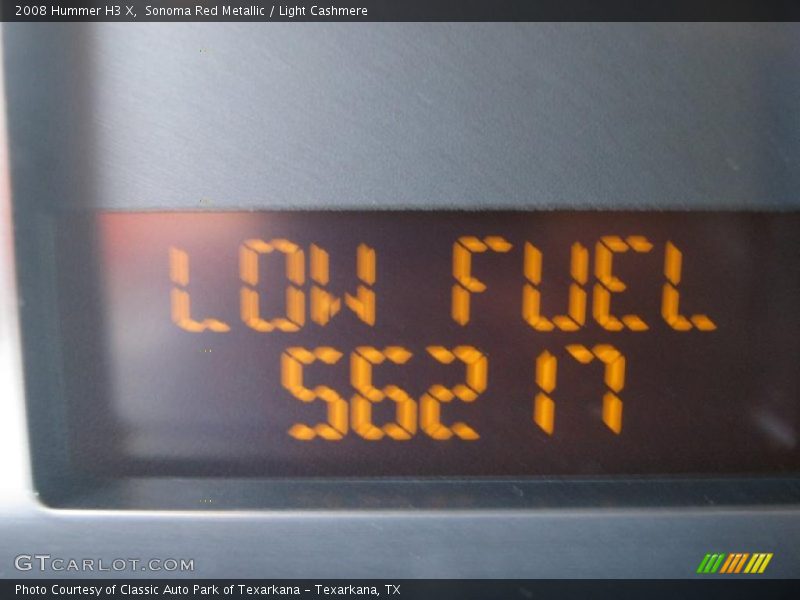 2008 Hummer H3 X,  Sonoma Red Metallic / Light Cashmere
LOW FUEL
56217
GTCARLOT.COM
Photo Courtesy of Classic Auto Park of Texarkana - Texarkana, TX